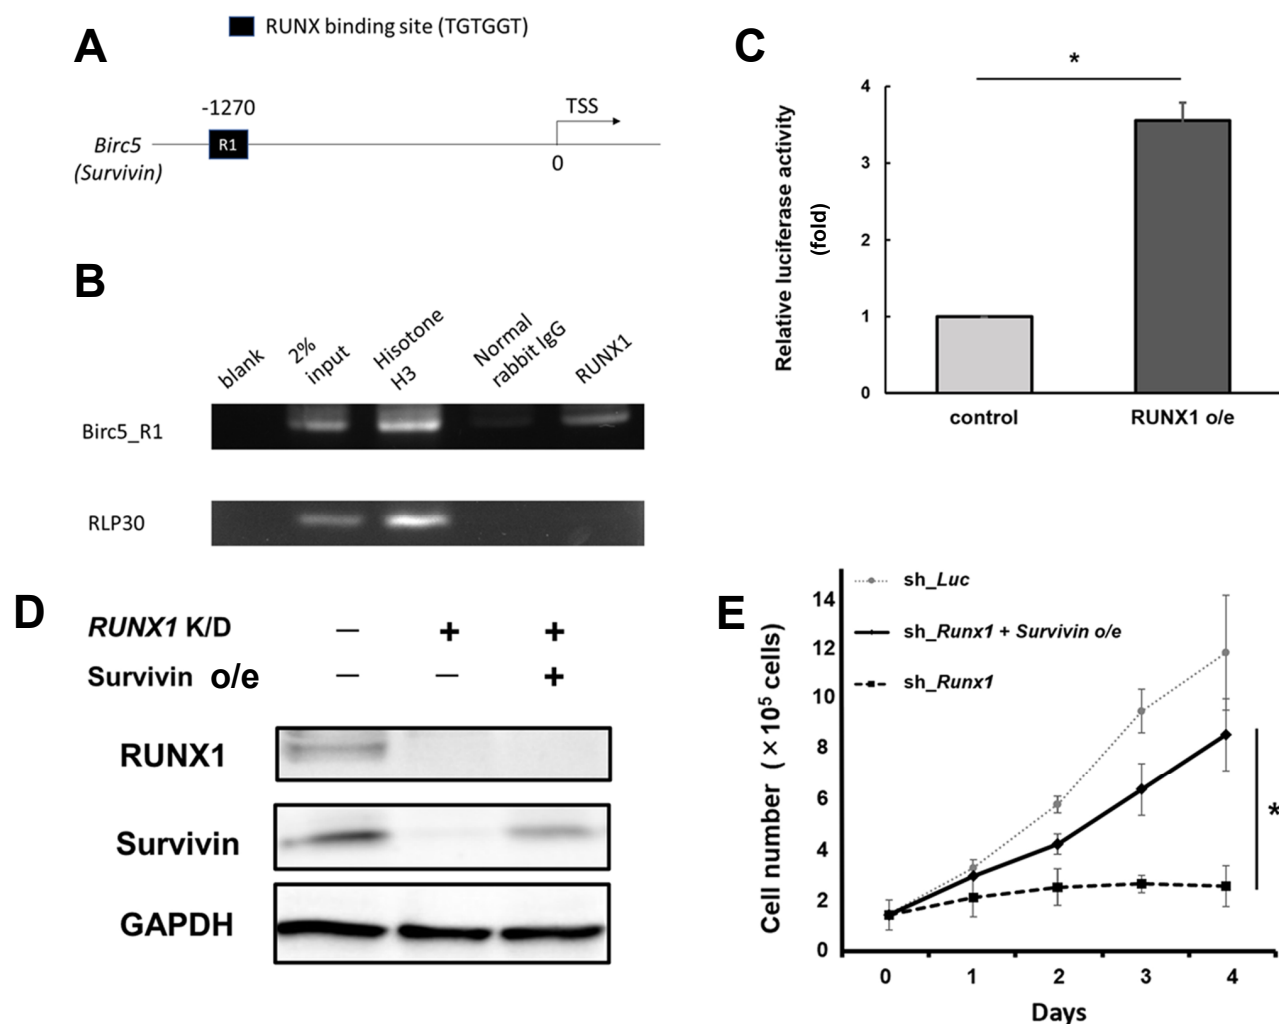 A
RUNX binding site (TGTGGT)
-1270
TSS
R1
Birc5
(Survivin)
0
B
blank
2%
input
Hisotone
H3
Normal
rabbit IgG
RUNX1
Birc5_R1
RLP30
C
*
4
3
2
1
0
Relative luciferase activity
(fold)
control
RUNX1 o/e
D
RUNX1 K/D
— + +
Survivin o/e
— — +
RUNX1
Survivin
GAPDH
E
sh_Luc
sh_Runx1 + Survivin o/e
sh_Runx1
14
12
10
8
6
4
2
0
Cell number (×10⁵ cells)
*
0 1 2 3 4
Days